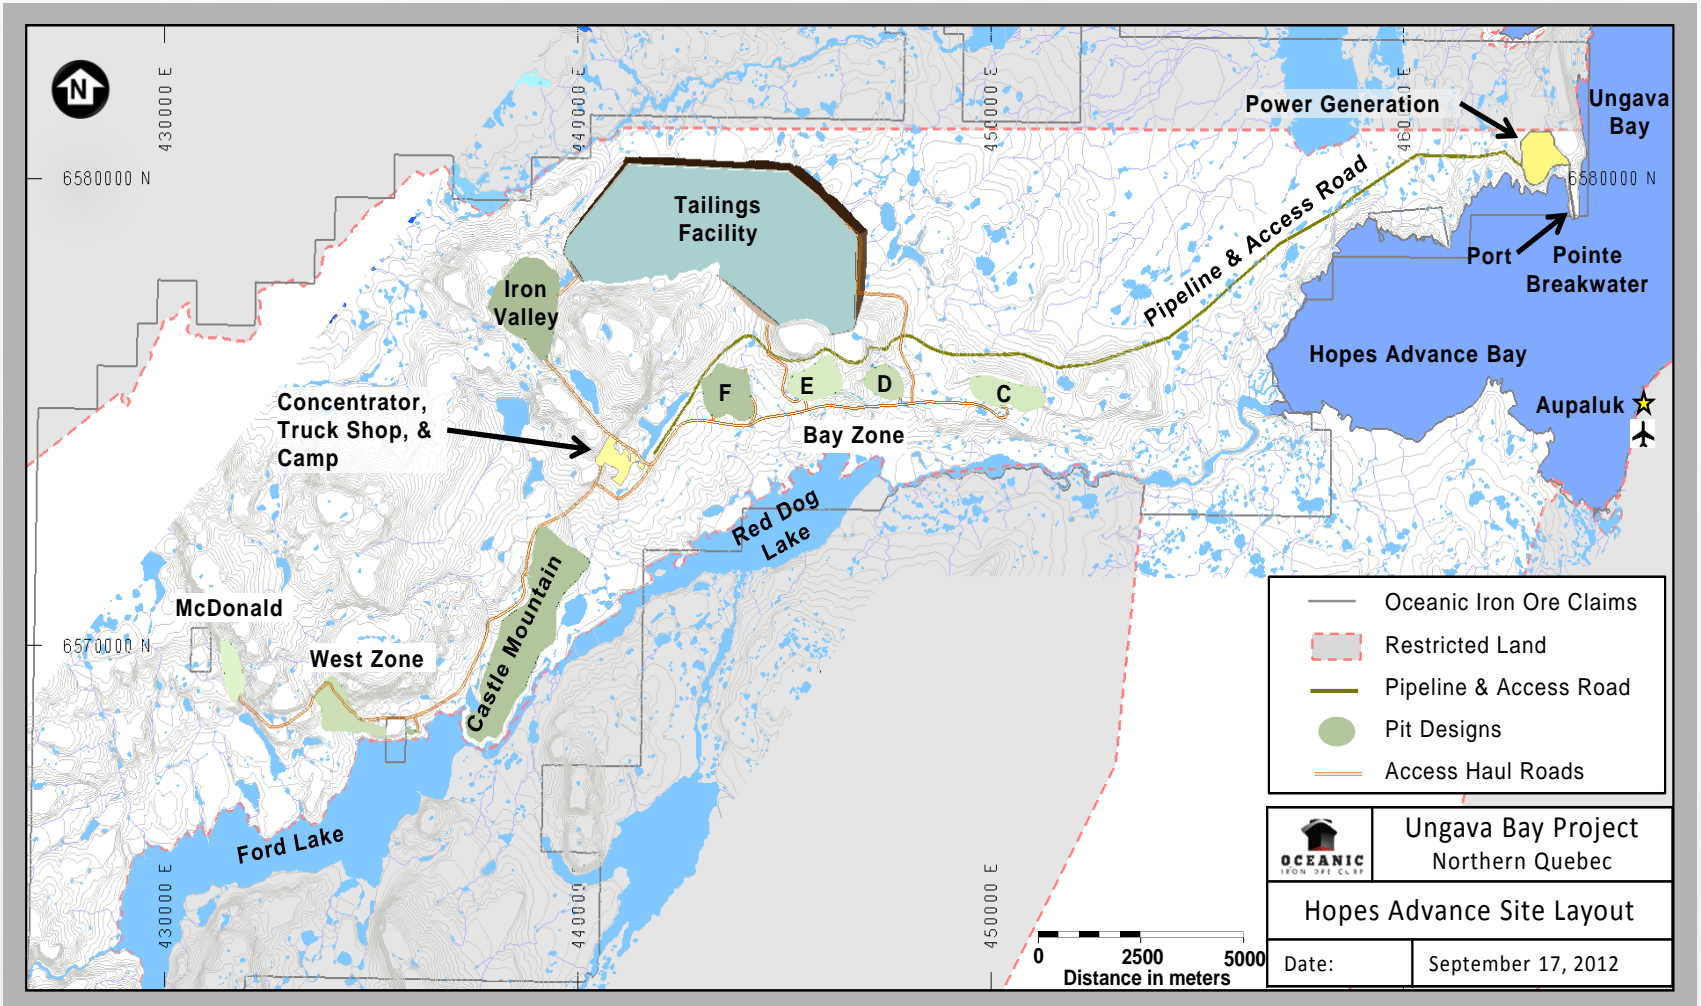 N
430000 E
440000 E
450000 E
460000 E
Power Generation
Ungava
Bay
6580000 N
6580000 N
Tailings
Facility
Pipeline & Access Road
Port
Pointe
Breakwater
Iron
Valley
Hopes Advance Bay
Concentrator,
Truck Shop, &
Camp
F
E
D
C
Aupaluk
Bay Zone
Red Dog
Lake
Castle Mountain
McDonald
West Zone
6570000 N
Ford Lake
Oceanic Iron Ore Claims
Restricted Land
Pipeline & Access Road
Pit Designs
Access Haul Roads
OCEANIC
IRON ORE CORP
Ungava Bay Project
Northern Quebec
Hopes Advance Site Layout
Date:
September 17, 2012
430000 E
440000 E
450000 E
0
2500
5000
Distance in meters